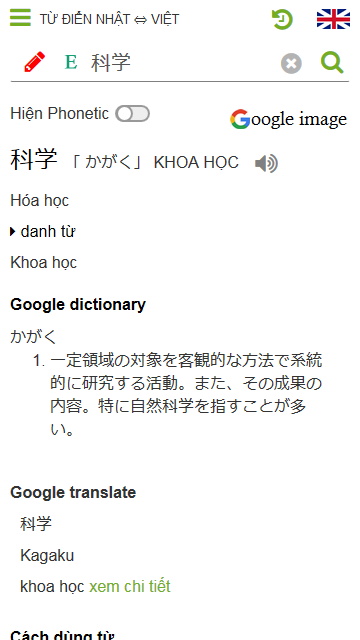 TỪ ĐIỂN NHẬT ⇔ VIỆT
E 科学
Hiện Phonetic
Google image
科学 「 かがく」 KHOA HỌC
Hóa học
danh từ
Khoa học
Google dictionary
かがく
1. 一定領域の対象を客観的な方法で系統
的に研究する活動。また、その成果の
内容。特に自然科学を指すことが多
い。
Google translate
科学
Kagaku
khoa học xem chi tiết
Cách dùng từ